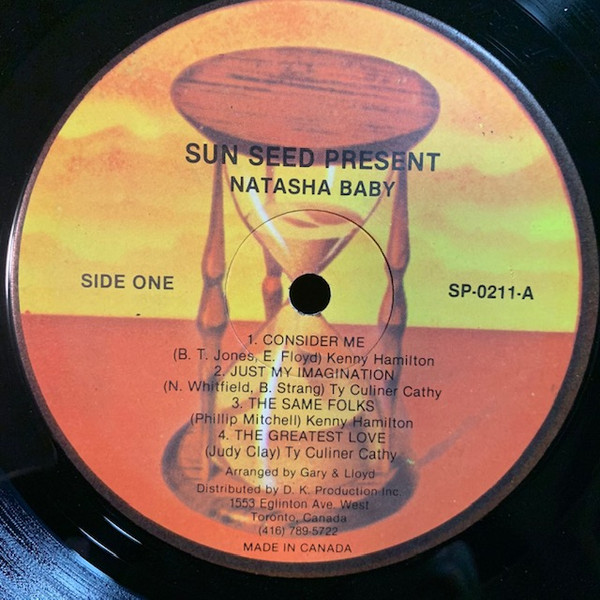 SUN SEED PRESENT
NATASHA BABY
SIDE ONE
SP-0211-A
1. CONSIDER ME
(B. T. Jones, E. Floyd) Kenny Hamilton
2. JUST MY IMAGINATION
(N. Whitfield, B. Strang) Ty Culiner Cathy
3. THE SAME FOLKS
(Phillip Mitchell) Kenny Hamilton
4. THE GREATEST LOVE
(Judy Clay) Ty Culiner Cathy
Arranged by Gary & Lloyd
Distributed by D. K. Production Inc.
1553 Eglinton Ave. West
Toronto, Canada
(416) 789-5722
MADE IN CANADA